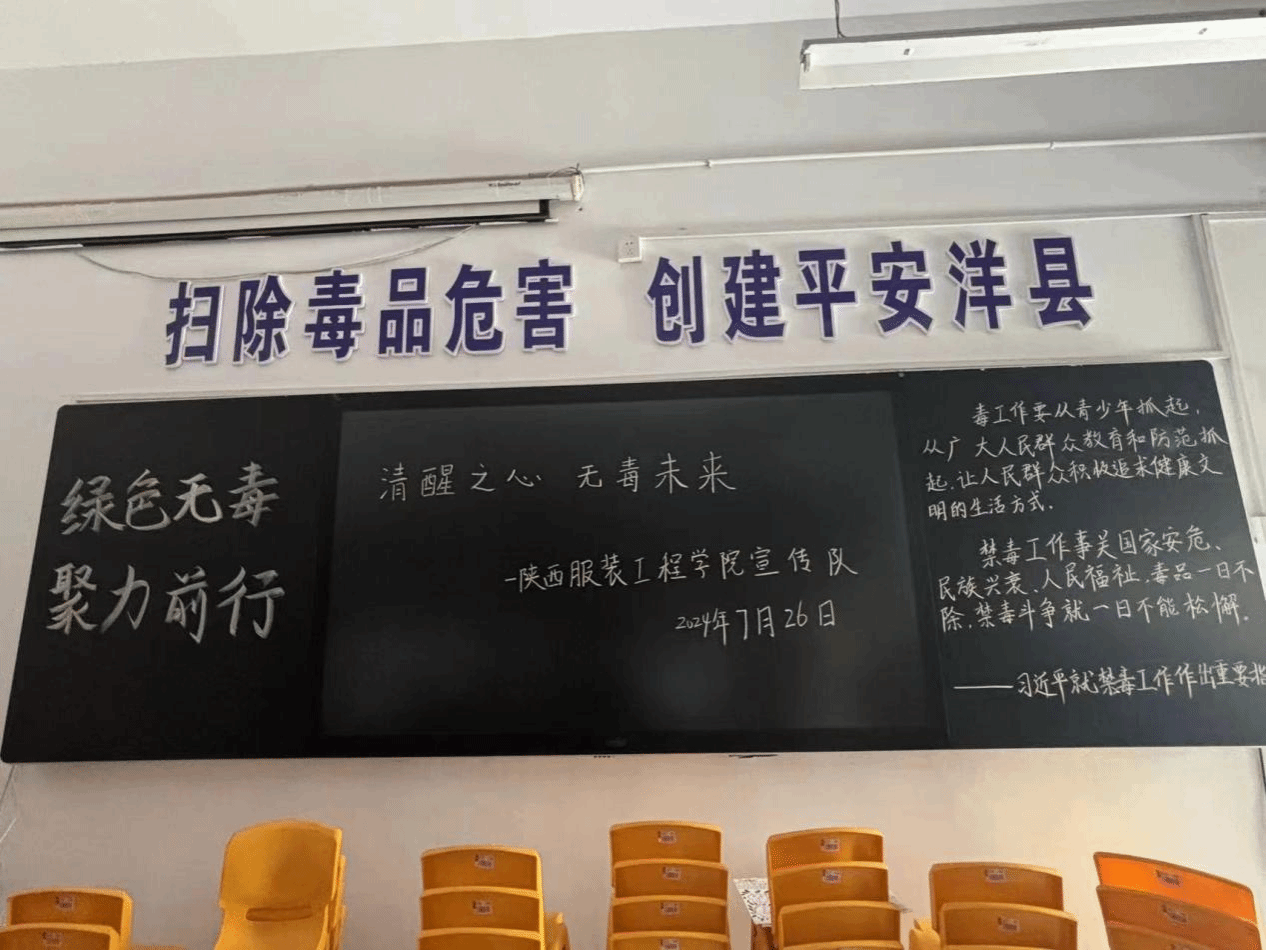 扫除毒品危害 创建平安洋县
绿色无毒
聚力前行
清醒之心 无毒未来
-陕西服装工程学院宣传队
2024年7月26日
毒工作要从青少年抓起,
从广大人民群众教育和防范抓
起,让人民群众积极追求健康文
明的生活方式.
禁毒工作事关国家安危、
民族兴衰、人民福祉,毒品一日不
除,禁毒斗争就一日不能松懈.
——习近平就禁毒工作作出重要指